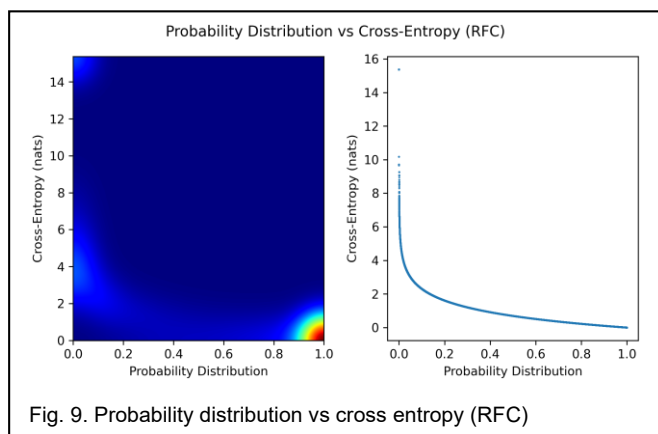 Probability Distribution vs Cross-Entropy (RFC)
14
12
10
8
6
4
2
0
Cross-Entropy (nats)
0.0 0.2 0.4 0.6 0.8 1.0
Probability Distribution
16
14
12
10
8
6
4
2
0
Cross-Entropy (nats)
0.0 0.2 0.4 0.6 0.8 1.0
Probability Distribution
Fig. 9. Probability distribution vs cross entropy (RFC)